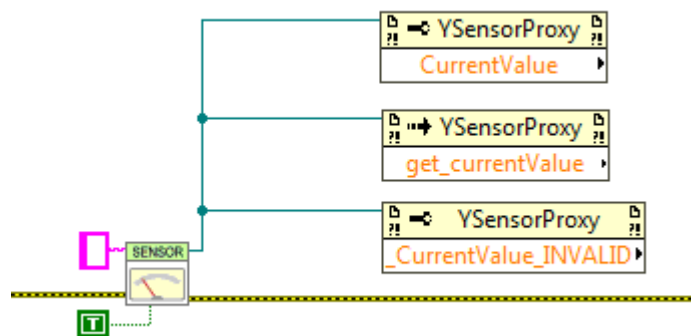 YSensorProxy
CurrentValue
YSensorProxy
get_currentValue
YSensorProxy
_CurrentValue_INVALID
SENSOR
T